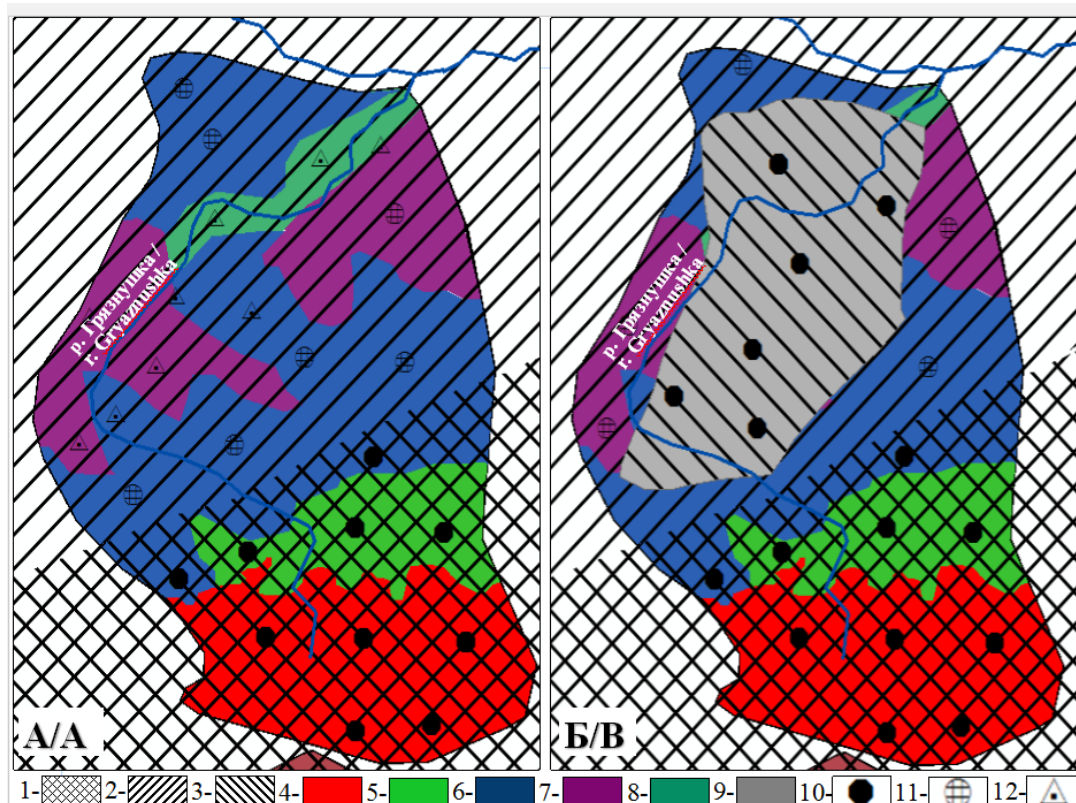 р. Грязнушка /
r. Gryaznushka
р. Грязнушка /
r. Gryaznushka
А/А
Б/В
1- 2- 3- 4- 5- 6- 7- 8- 9- 10- 11- 12-